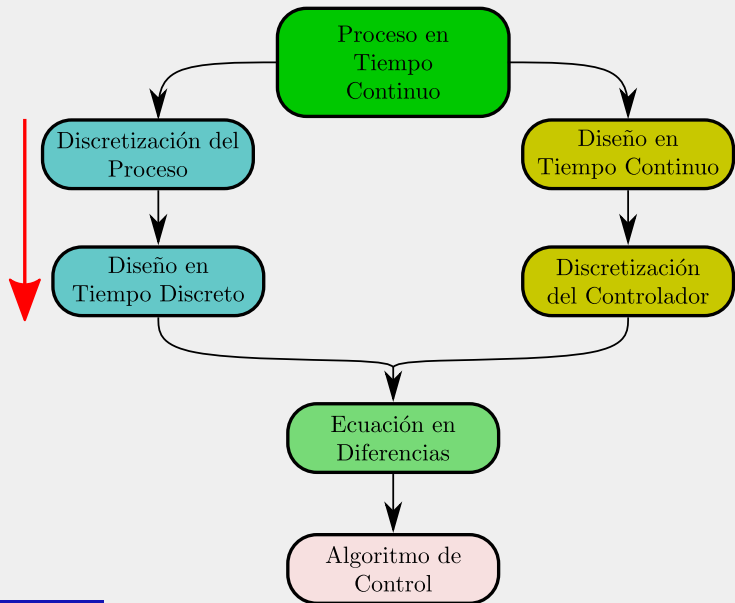 Proceso en
Tiempo
Continuo
Discretización del
Proceso
Diseño en
Tiempo Continuo
Diseño en
Tiempo Discreto
Discretización
del Controlador
Ecuación en
Diferencias
Algoritmo de
Control